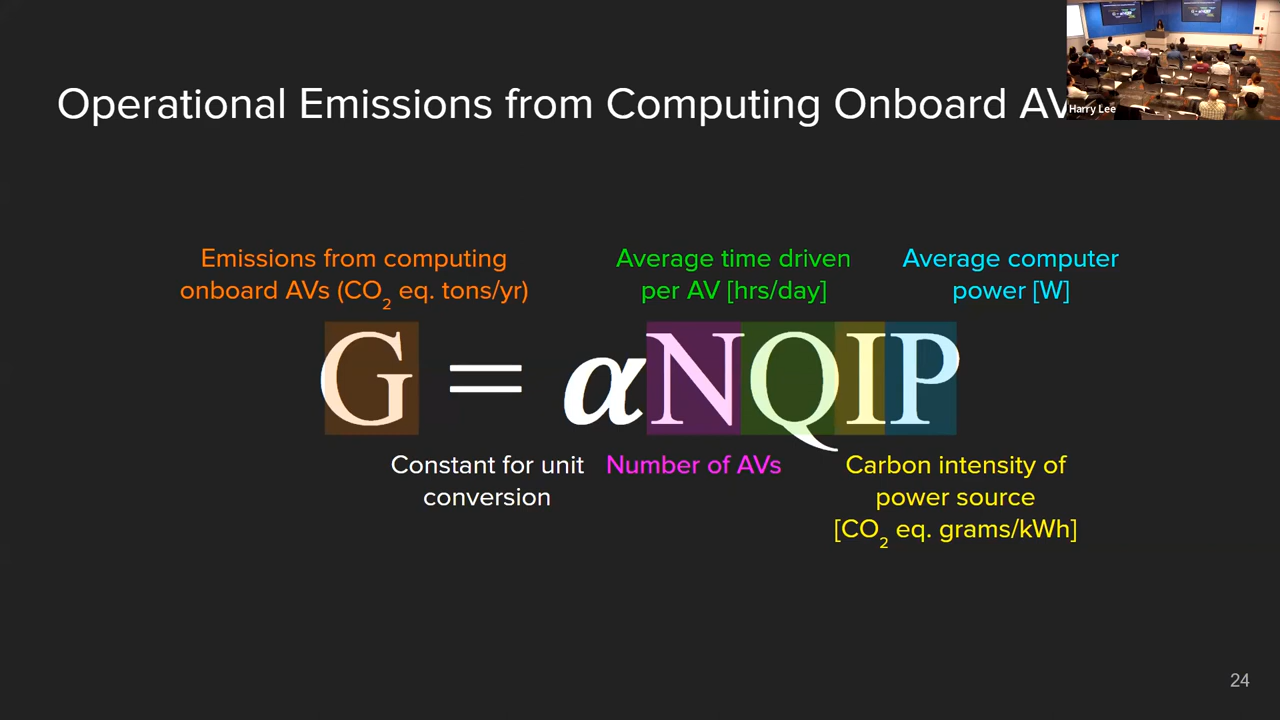 Operational Emissions from Computing Onboard AV
Harry Lee
Emissions from computing
onboard AVs (CO2 eq. tons/yr)
Average time driven
per AV [hrs/day]
Average computer
power [W]
G = αNQIP
Constant for unit
conversion
Number of AVs
Carbon intensity of
power source
[CO2 eq. grams/kWh]
24